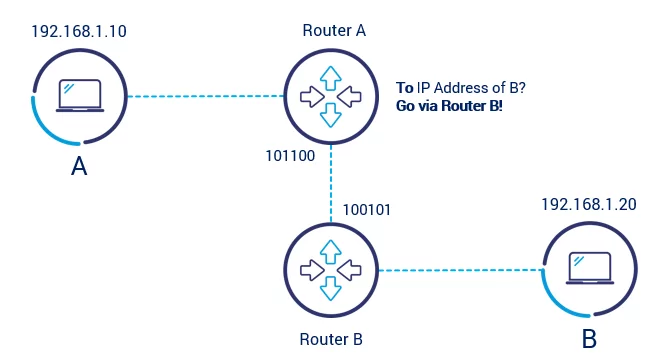 192.168.1.10
Router A
To IP Address of B?
Go via Router B!
A
101100
100101
192.168.1.20
Router B
B